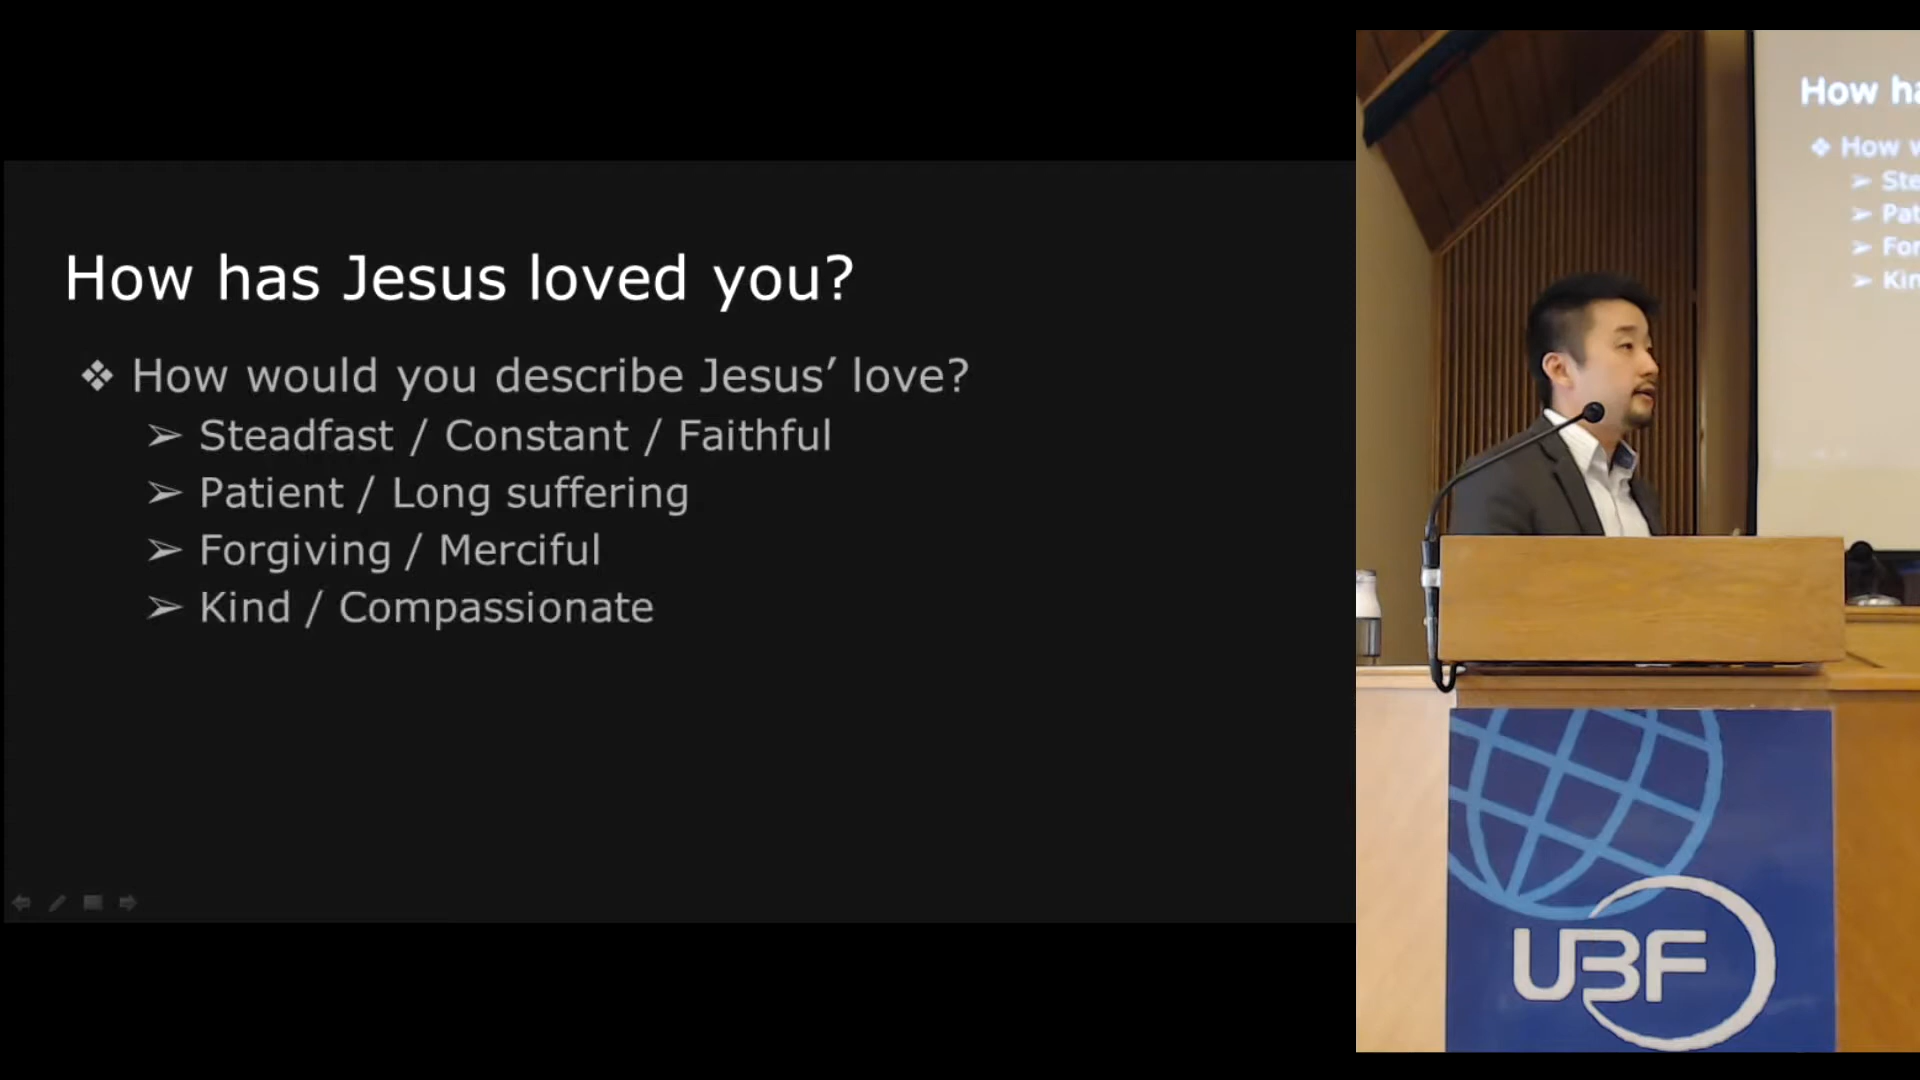 How has Jesus loved you?
❖ How would you describe Jesus’ love?
➢ Steadfast / Constant / Faithful
➢ Patient / Long suffering
➢ Forgiving / Merciful
➢ Kind / Compassionate
How ha
❖ How w
➢ Ste
➢ Pat
➢ For
➢ Kin
UBF